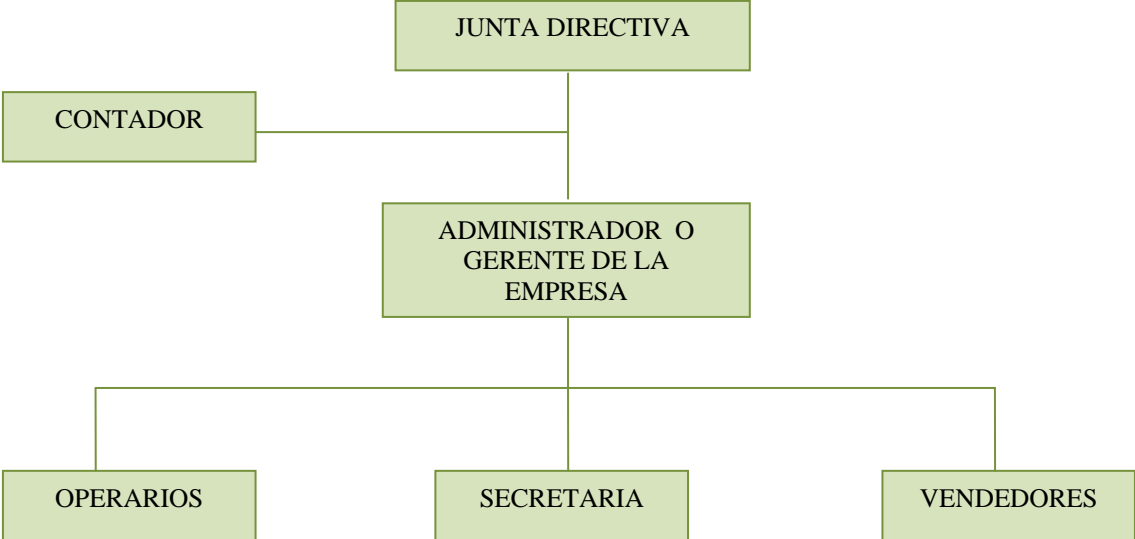 JUNTA DIRECTIVA
CONTADOR
ADMINISTRADOR O
GERENTE DE LA
EMPRESA
OPERARIOS
SECRETARIA
VENDEDORES